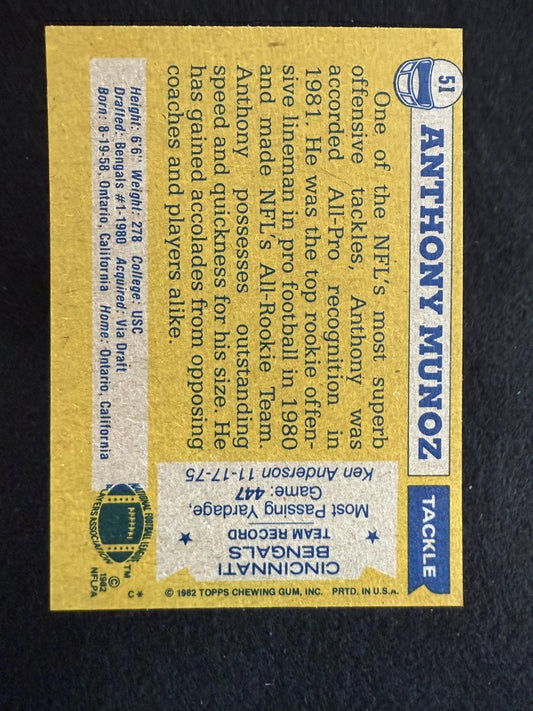 51
ANTHONY MUNOZ
TACKLE
One of the NFL's most superb
offensive tackles, Anthony was
accorded All-Pro recognition in
1981. He was the top rookie offen-
sive lineman in pro football in 1980
and made NFL's All-Rookie Team.
Anthony possesses outstanding
speed and quickness for his size. He
has gained accolades from opposing
coaches and players alike.
CINCINNATI
BENGALS
TEAM RECORD
Most Passing Yardage,
Game: 447
Ken Anderson 11-17-75
Height: 6'6" Weight: 278 College: USC
Drafted: Bengals #1-1980 Acquired: Via Draft
Born: 8-19-58 Ontario, California Home: Ontario, California
NATIONAL FOOTBALL LEAGUE
PLAYERS ASSOCIATION
TM
©
1982
NFLPA
C*
© 1982 TOPPS CHEWING GUM, INC. PRTD. IN U.S.A.